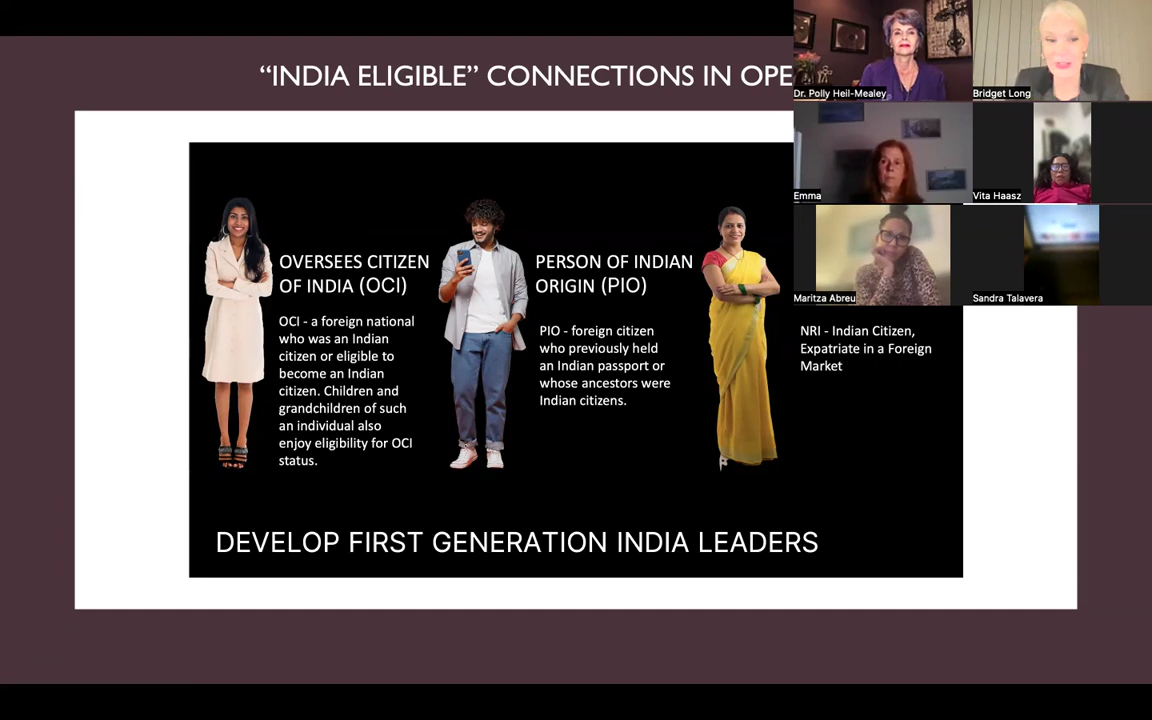 “INDIA ELIGIBLE” CONNECTIONS IN OPE
OVERSEES CITIZEN
OF INDIA (OCI)
OCI - a foreign national
who was an Indian
citizen or eligible to
become an Indian
citizen. Children and
grandchildren of such
an individual also
enjoy eligibility for OCI
status.
PERSON OF INDIAN
ORIGIN (PIO)
PIO - foreign citizen
who previously held
an Indian passport or
whose ancestors were
Indian citizens.
NRI - Indian Citizen,
Expatriate in a Foreign
Market
DEVELOP FIRST GENERATION INDIA LEADERS
Dr. Polly Heil-Mealey
Bridget Long
Emma
Vita Haasz
Maritza Abreu
Sandra Talavera